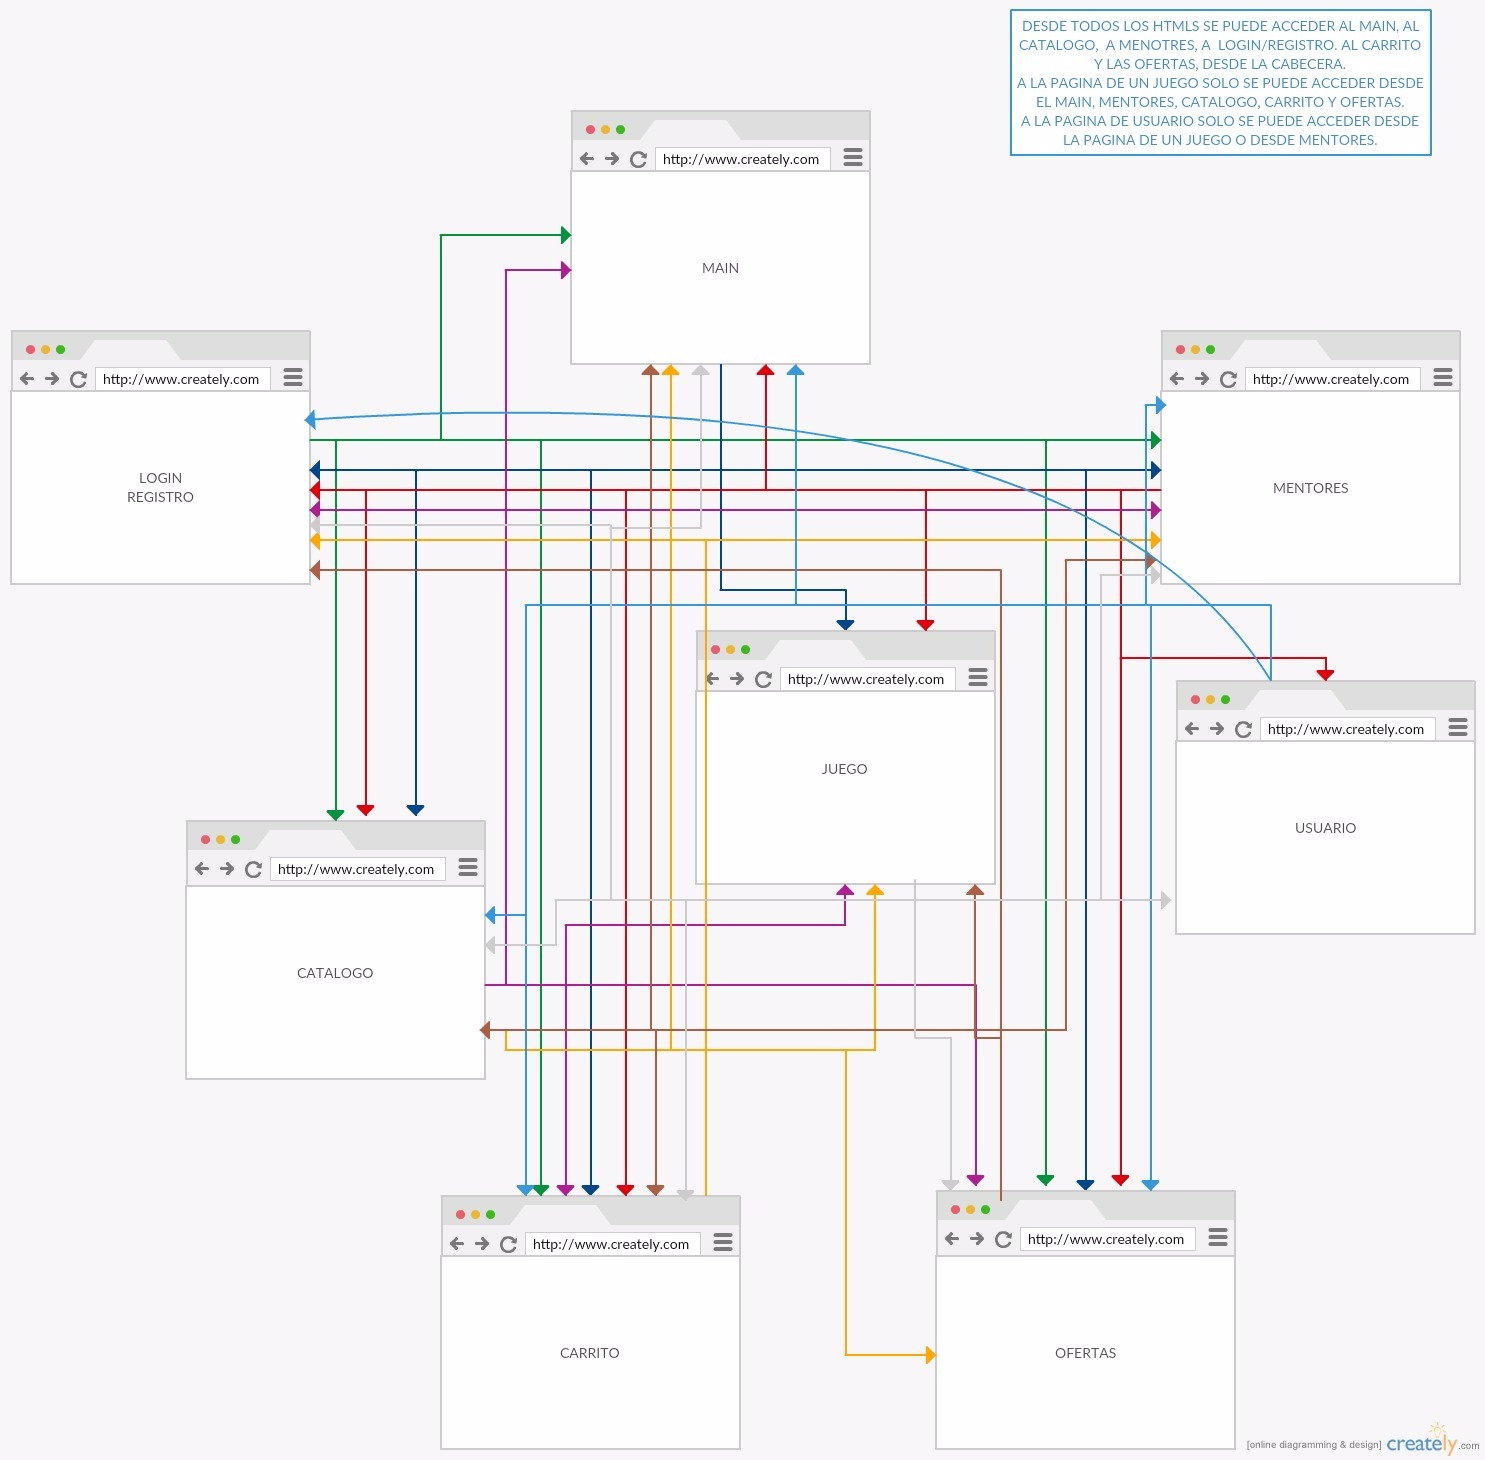 DESDE TODOS LOS HTMLS SE PUEDE ACCEDER AL MAIN, AL
CATALOGO,  A MENOTRES, A  LOGIN/REGISTRO. AL CARRITO
Y LAS OFERTAS, DESDE LA CABECERA.
A LA PAGINA DE UN JUEGO SOLO SE PUEDE ACCEDER DESDE
EL MAIN, MENTORES, CATALOGO, CARRITO Y OFERTAS.
A LA PAGINA DE USUARIO SOLO SE PUEDE ACCEDER DESDE
LA PAGINA DE UN JUEGO O DESDE MENTORES.
http://www.creately.com
MAIN
http://www.creately.com
LOGIN
REGISTRO
http://www.creately.com
MENTORES
http://www.creately.com
JUEGO
http://www.creately.com
USUARIO
http://www.creately.com
CATALOGO
http://www.creately.com
CARRITO
http://www.creately.com
OFERTAS
[online diagramming & design] creately.com